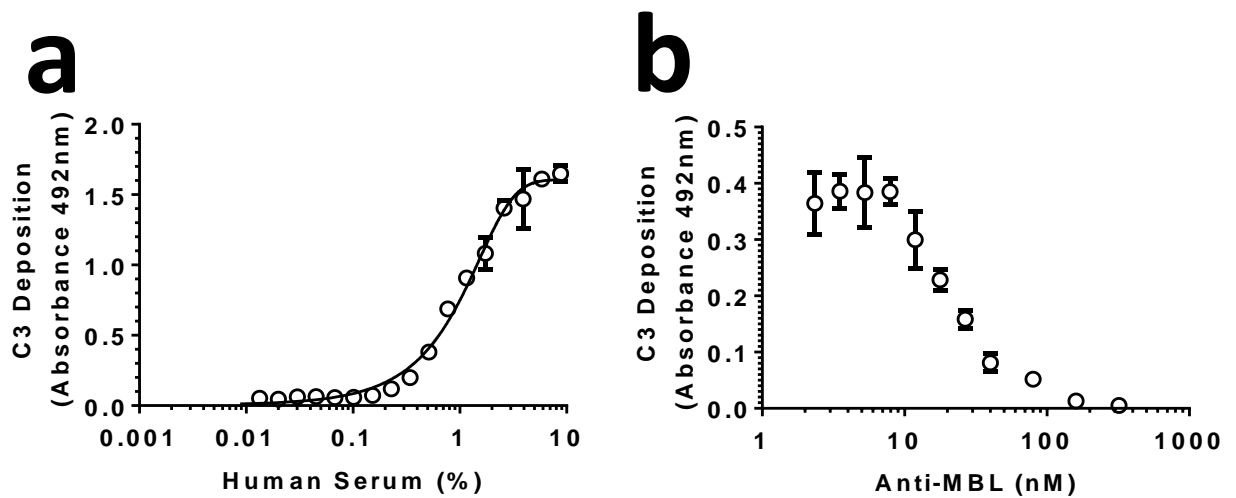 a
C3 Deposition
(Absorbance 492nm)
2.0
1.5
1.0
0.5
0.0
0.001 0.01 0.1 1 10
Human Serum (%)
b
C3 Deposition
(Absorbance 492nm)
0.5
0.4
0.3
0.2
0.1
0.0
1 10 100 1000
Anti-MBL (nM)